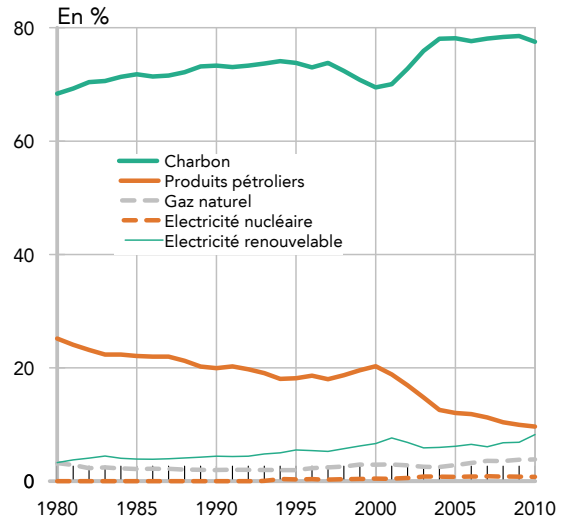 En %
80
60
Charbon
Produits pétroliers
Gaz naturel
Electricité nucléaire
Electricité renouvelable
40
20
0
1980 1985 1990 1995 2000 2005 2010